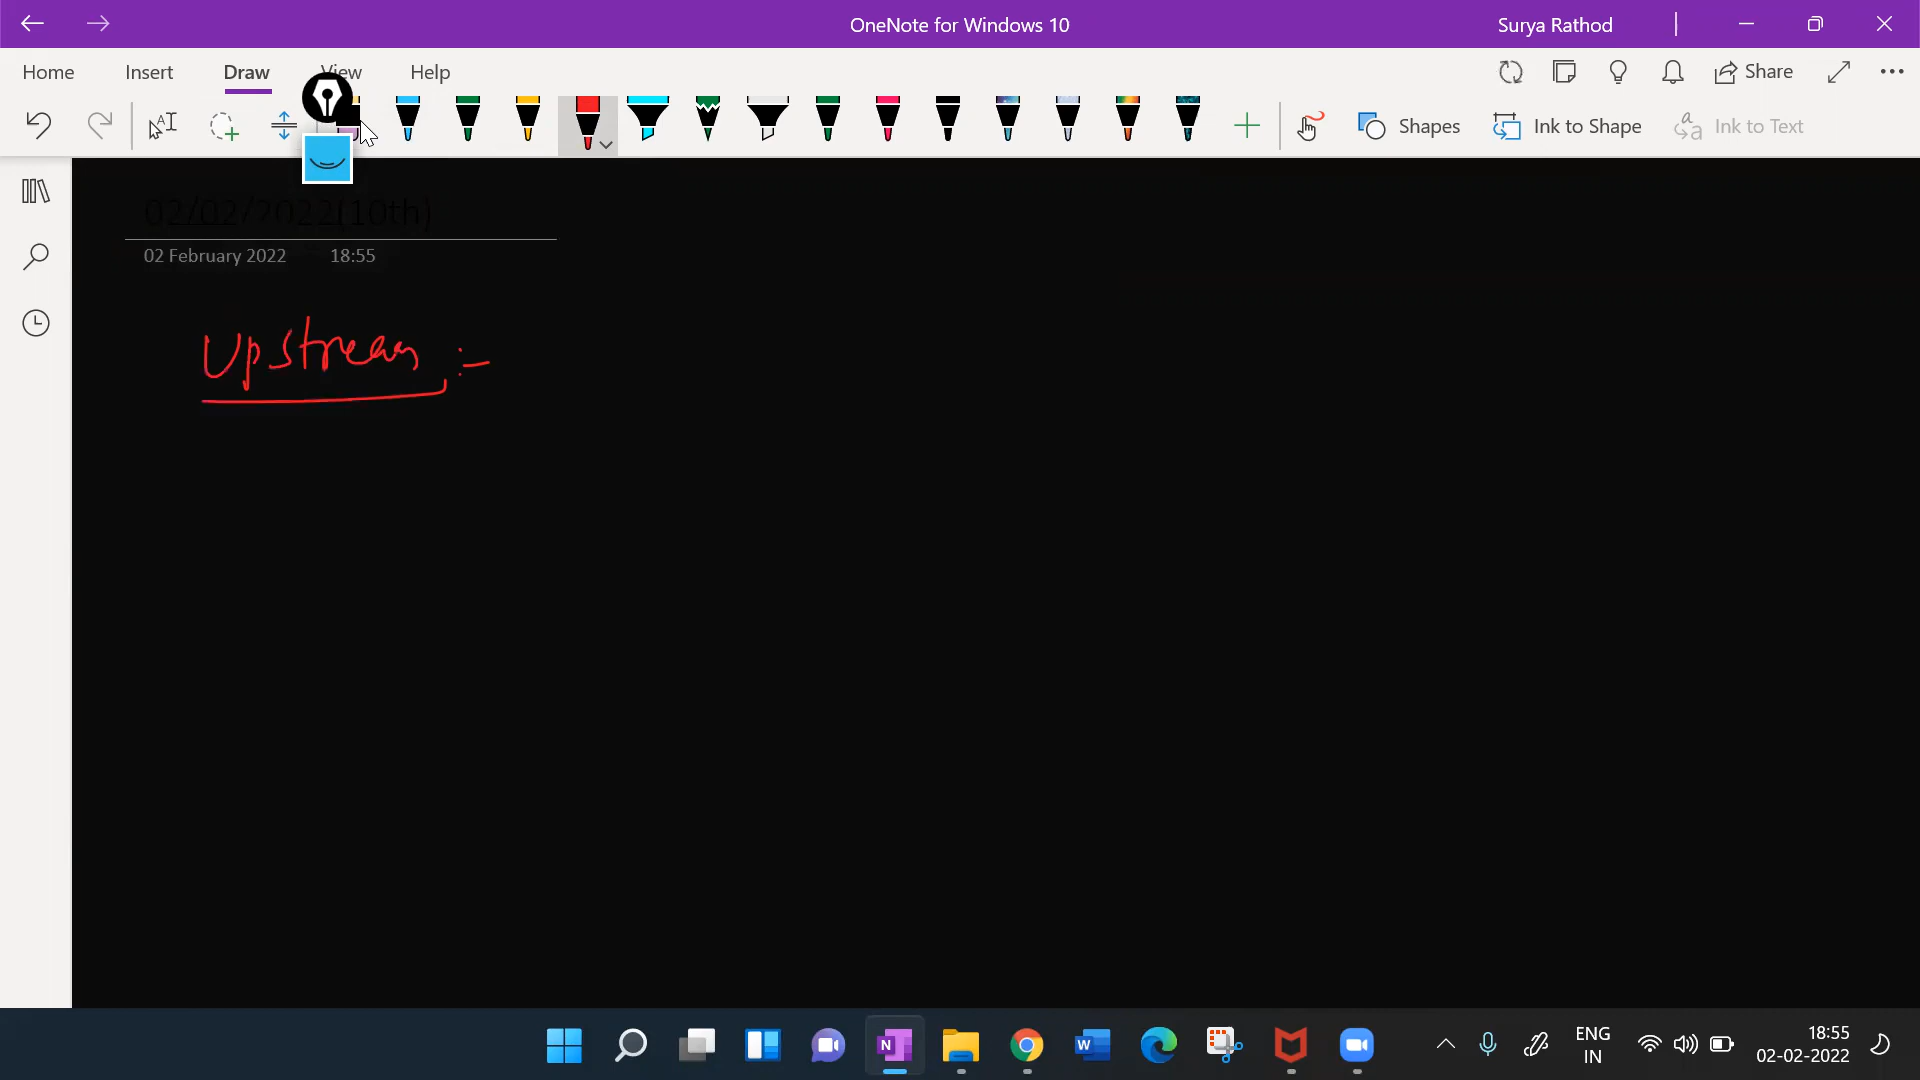 OneNote for Windows 10
Surya Rathod
Home Insert Draw View Help
Share
Shapes
Ink to Shape
Ink to Text
02/02/2022(10th)
02 February 2022 18:55
Upstream :-
ENG
IN
18:55
02-02-2022